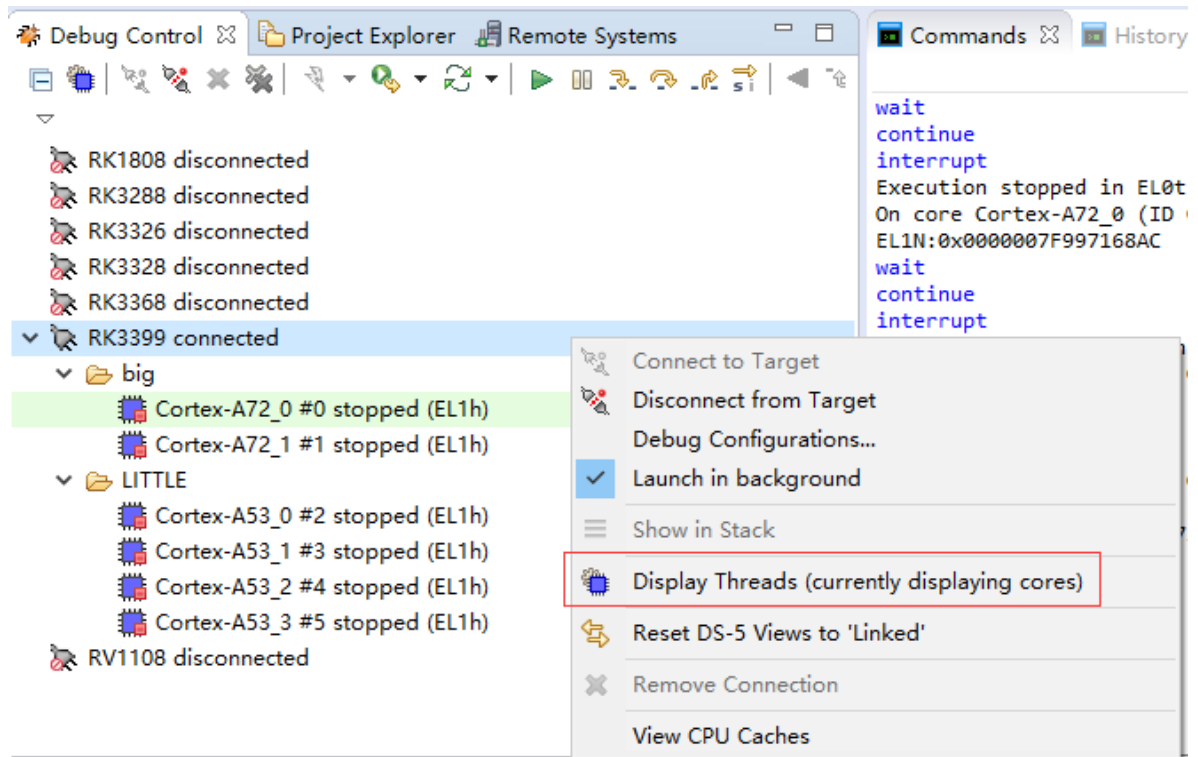 Debug Control Project Explorer Remote Systems
Commands History
wait
continue
interrupt
Execution stopped in EL0t
On core Cortex-A72_0 (ID
EL1N:0x0000007F997168AC
wait
continue
interrupt
RK1808 disconnected
RK3288 disconnected
RK3326 disconnected
RK3328 disconnected
RK3368 disconnected
RK3399 connected
big
Cortex-A72_0 #0 stopped (EL1h)
Cortex-A72_1 #1 stopped (EL1h)
LITTLE
Cortex-A53_0 #2 stopped (EL1h)
Cortex-A53_1 #3 stopped (EL1h)
Cortex-A53_2 #4 stopped (EL1h)
Cortex-A53_3 #5 stopped (EL1h)
RV1108 disconnected
Connect to Target
Disconnect from Target
Debug Configurations...
Launch in background
Show in Stack
Display Threads (currently displaying cores)
Reset DS-5 Views to 'Linked'
Remove Connection
View CPU Caches